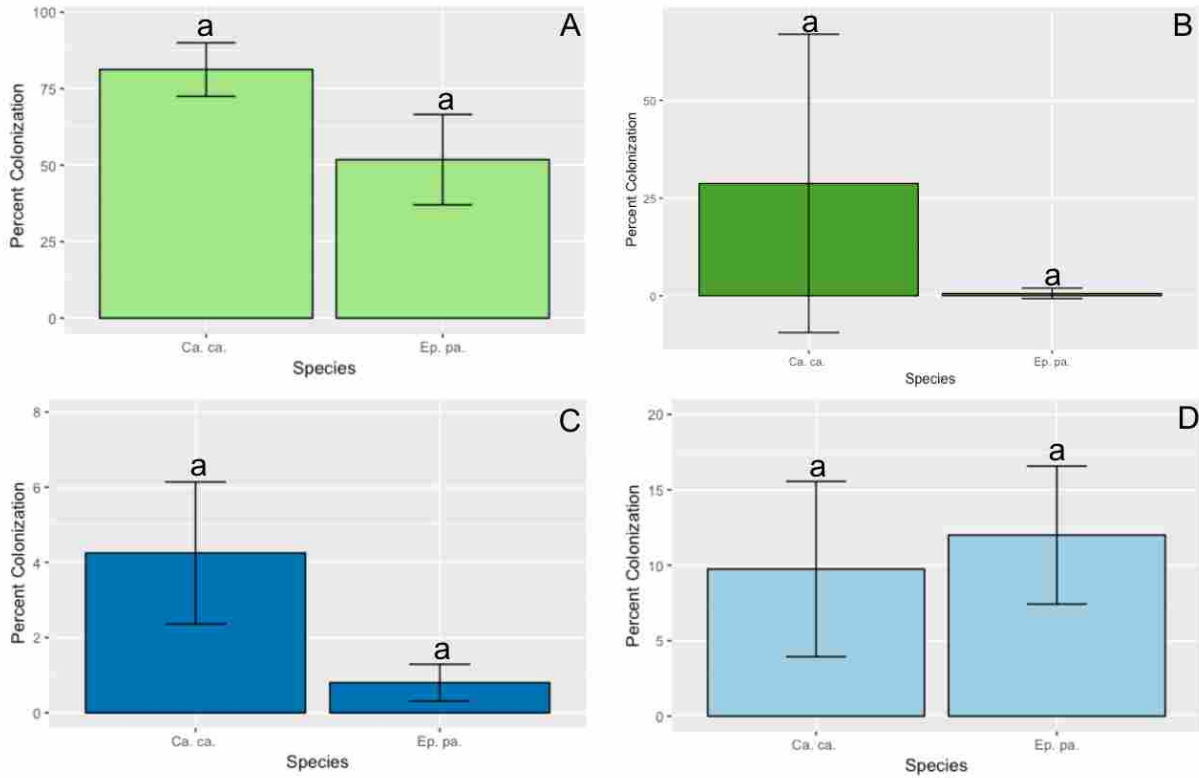 A
a
a
100
75
50
25
0
Percent Colonization
Ca. ca.
Ep. pa.
Species
B
a
a
50
25
0
Percent Colonization
Ca. ca.
Ep. pa.
Species
C
a
a
8
6
4
2
0
Percent Colonization
Ca. ca.
Ep. pa.
Species
D
a
a
20
15
10
5
0
Percent Colonization
Ca. ca.
Ep. pa.
Species